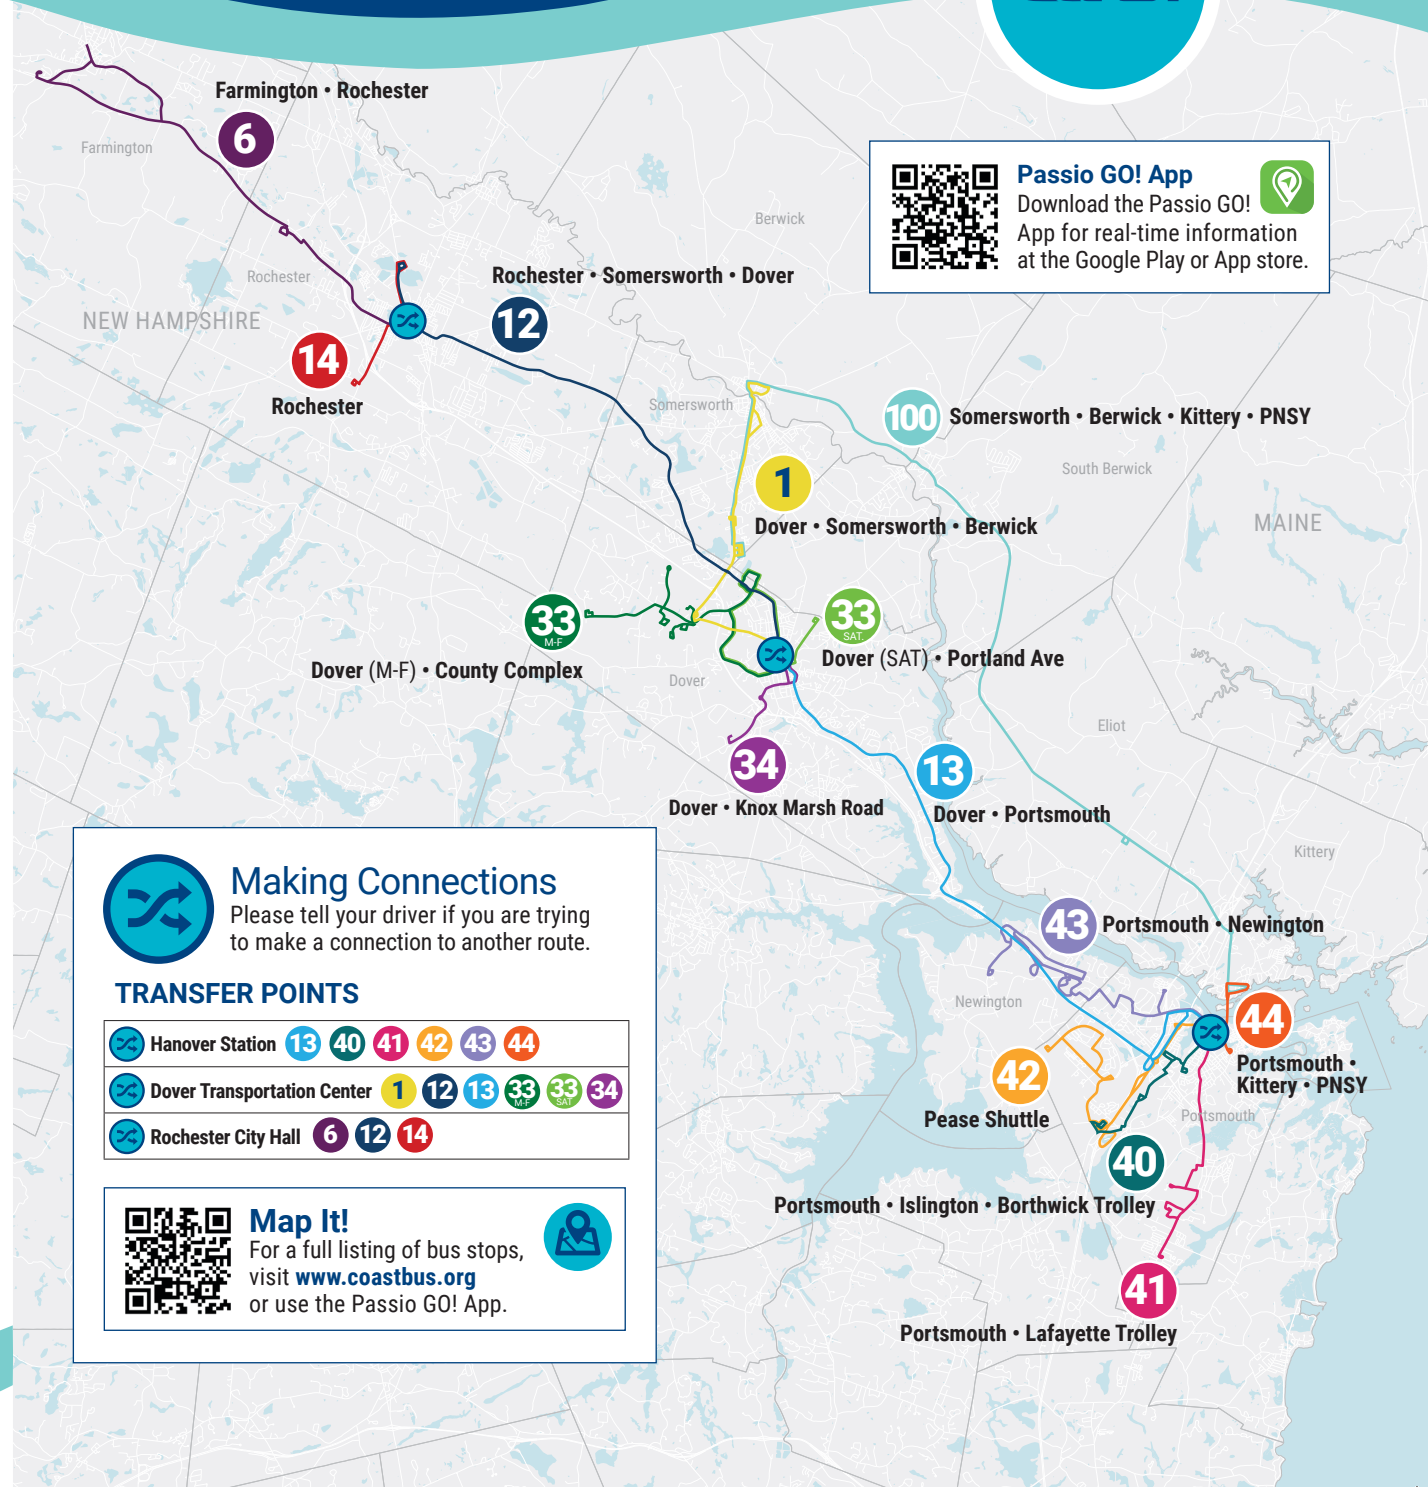 Farmington • Rochester
6
Farmington
Passio GO! App
Download the Passio GO!
App for real-time information
at the Google Play or App store.
Berwick
Rochester
Rochester • Somersworth • Dover
12
NEW HAMPSHIRE
14
Rochester
Somersworth
100 Somersworth • Berwick • Kittery • PNSY
South Berwick
1
Dover • Somersworth • Berwick
MAINE
33
M-F
Dover (M-F) • County Complex
33
SAT.
Dover (SAT) • Portland Ave
Dover
Eliot
34
Dover • Knox Marsh Road
13
Dover • Portsmouth
Kittery
43 Portsmouth • Newington
Newington
44
Portsmouth •
Kittery • PNSY
42
Pease Shuttle
Portsmouth
40
Portsmouth • Islington • Borthwick Trolley
41
Portsmouth • Lafayette Trolley
Making Connections
Please tell your driver if you are trying
to make a connection to another route.
TRANSFER POINTS
Hanover Station 13 40 41 42 43 44
Dover Transportation Center 1 12 13 33 M-F 33 SAT 34
Rochester City Hall 6 12 14
Map It!
For a full listing of bus stops,
visit www.coastbus.org
or use the Passio GO! App.